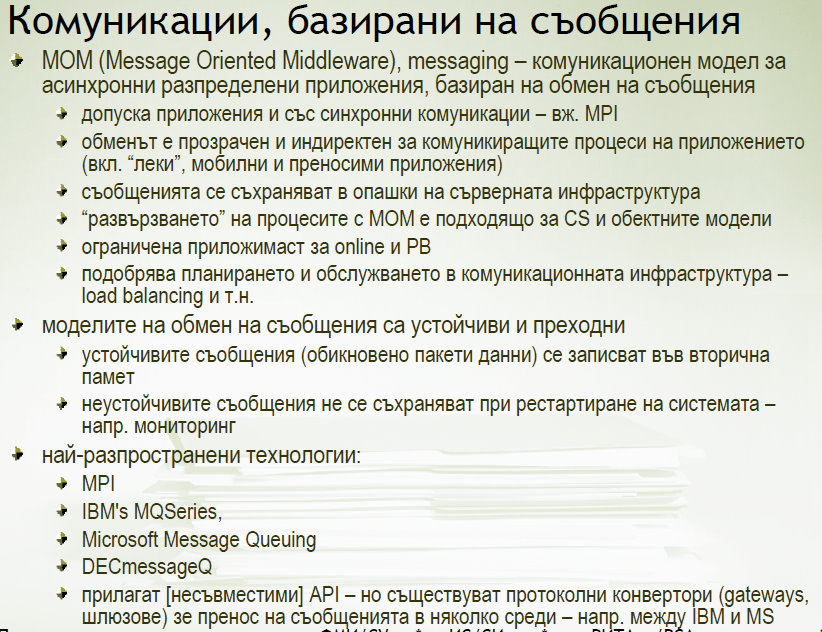 Комуникации, базирани на съобщения
MOM (Message Oriented Middleware), messaging – комуникационен модел за
асинхронни разпределени приложения, базиран на обмен на съобщения
допуска приложения и със синхронни комуникации – вж. MPI
обменът е прозрачен и индиректен за комуникиращите процеси на приложението
(вкл. “леки”, мобилни и преносими приложения)
съобщенията се съхраняват в опашки на сърверната инфраструктура
“развързването” на процесите с MOM е подходящо за CS и обектните модели
ограничена приложимаст за online и РВ
подобрява планирането и обслужването в комуникационната инфраструктура –
load balancing и т.н.
моделите на обмен на съобщения са устойчиви и преходни
устойчивите съобщения (обикновено пакети данни) се записват във вторична
памет
неустойчивите съобщения не се съхраняват при рестартиране на системата –
напр. мониторинг
най-разпространени технологии:
MPI
IBM's MQSeries,
Microsoft Message Queuing
DECmessageQ
прилагат [несъвместими] API – но съществуват протоколни конвертори (gateways,
шлюзове) зе пренос на съобщенията в няколко среди – напр. между IBM и MS